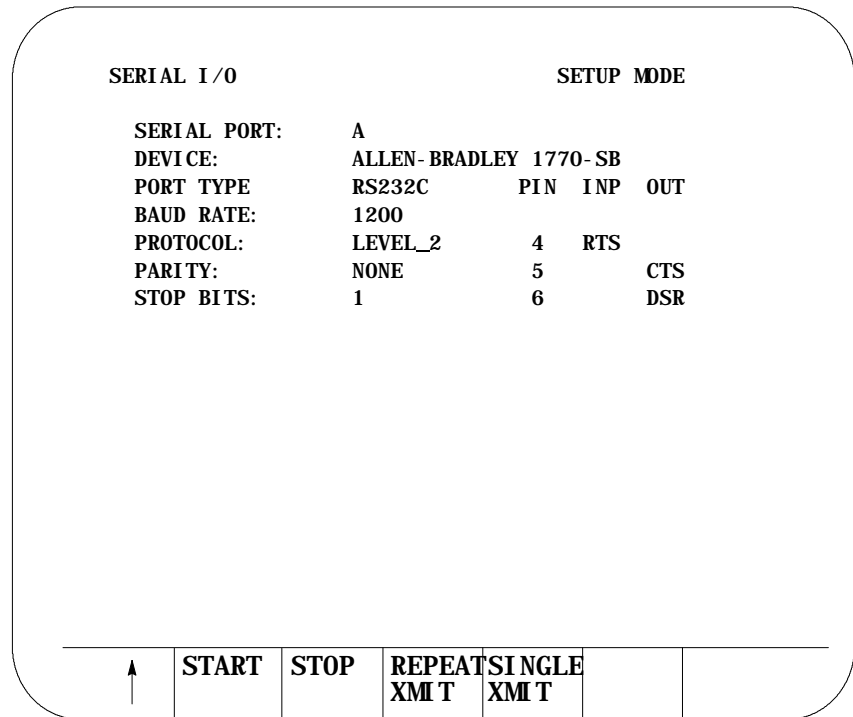 SERIAL I/O SETUP MODE
SERIAL PORT: A
DEVICE: ALLEN-BRADLEY 1770-SB
PORT TYPE RS232C PIN INP OUT
BAUD RATE: 1200
PROTOCOL: LEVEL_2 4 RTS
PARITY: NONE 5 CTS
STOP BITS: 1 6 DSR
START STOP REPEAT SINGLE
XMIT XMIT